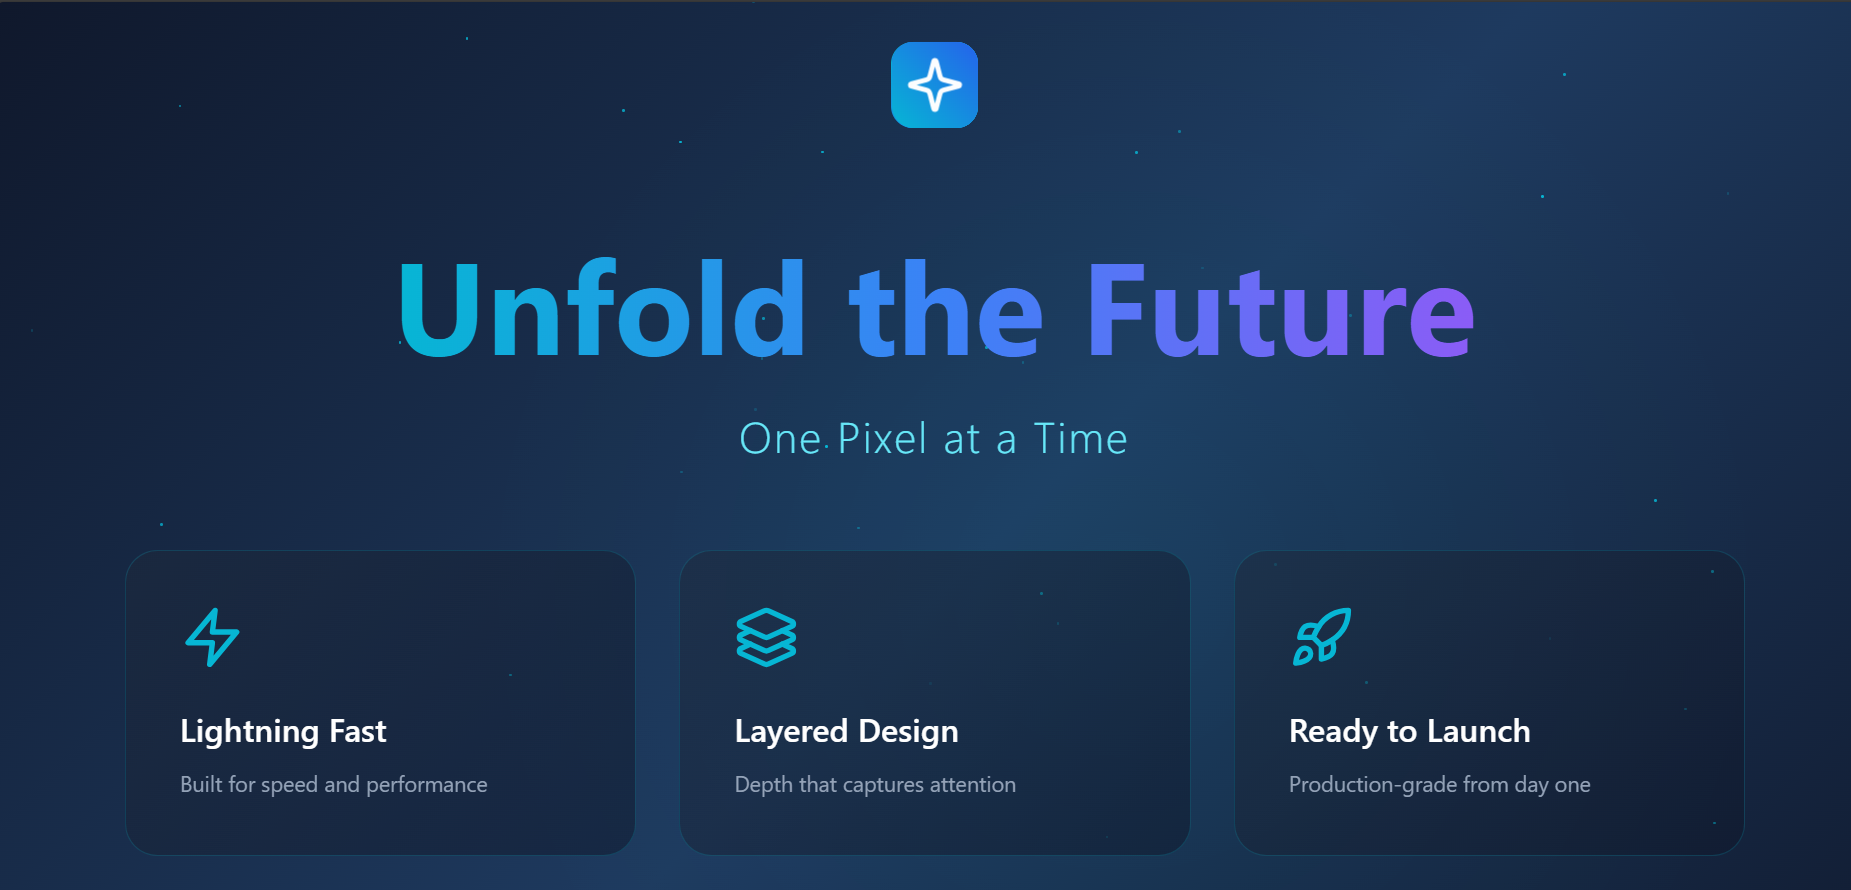 Unfold the Future
One Pixel at a Time
Lightning Fast
Built for speed and performance
Layered Design
Depth that captures attention
Ready to Launch
Production-grade from day one